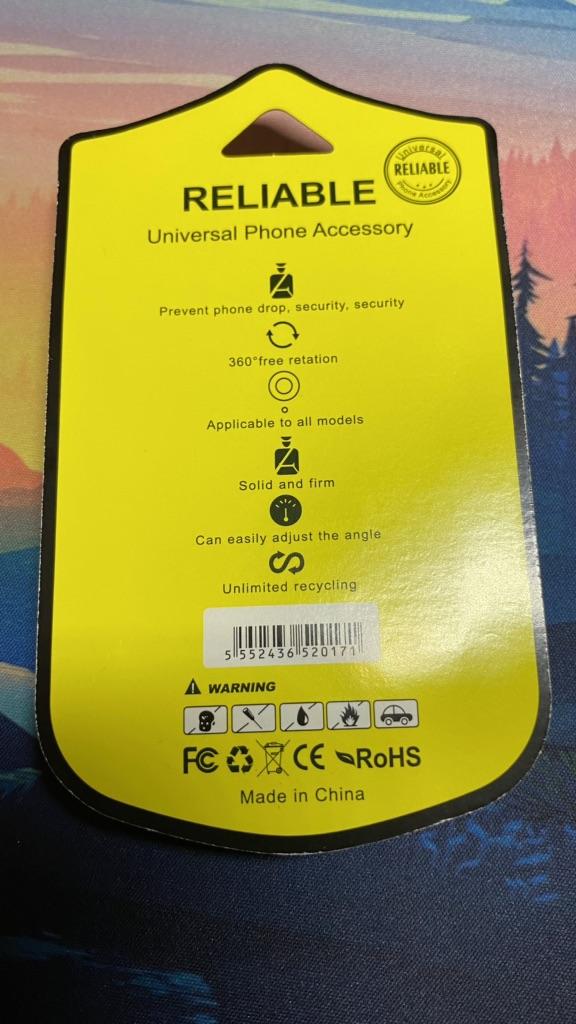 Universal
RELIABLE
Phone Accessory
RELIABLE
Universal Phone Accessory
Prevent phone drop, security, security
360°free retation
Applicable to all models
Solid and firm
Can easily adjust the angle
Unlimited recycling
5 552436 520171
WARNING
FC CE RoHS
Made in China